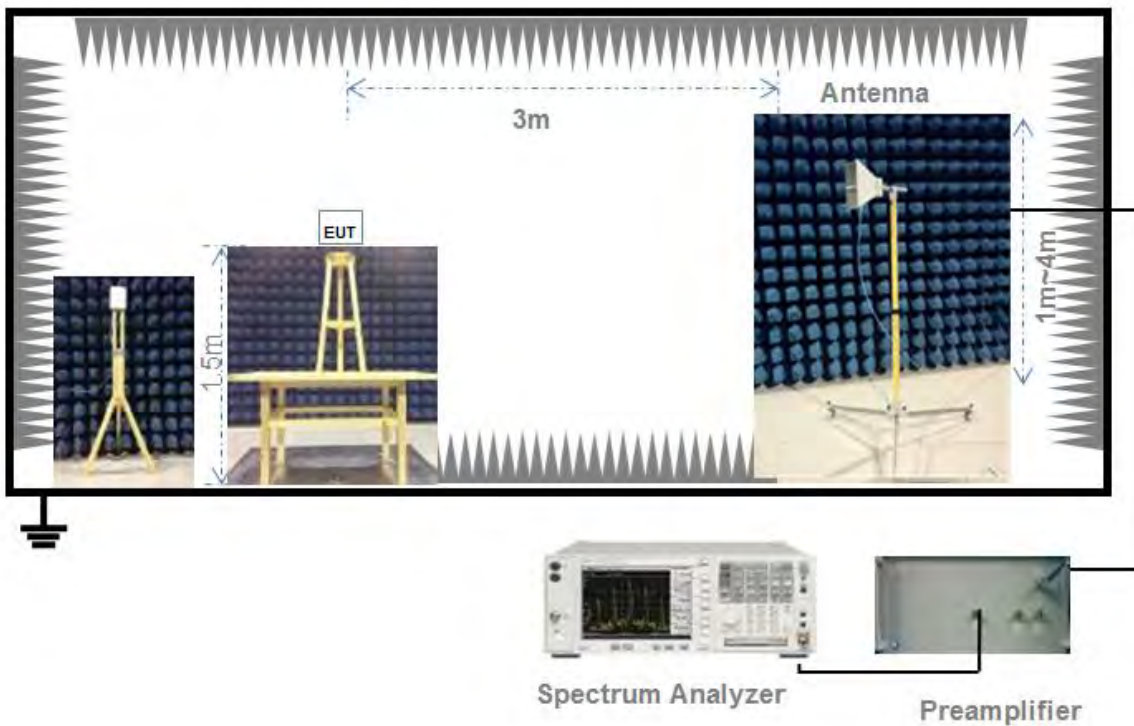 Antenna
3m
EUT
1.5m
1m~4m
Spectrum Analyzer
Preamplifier